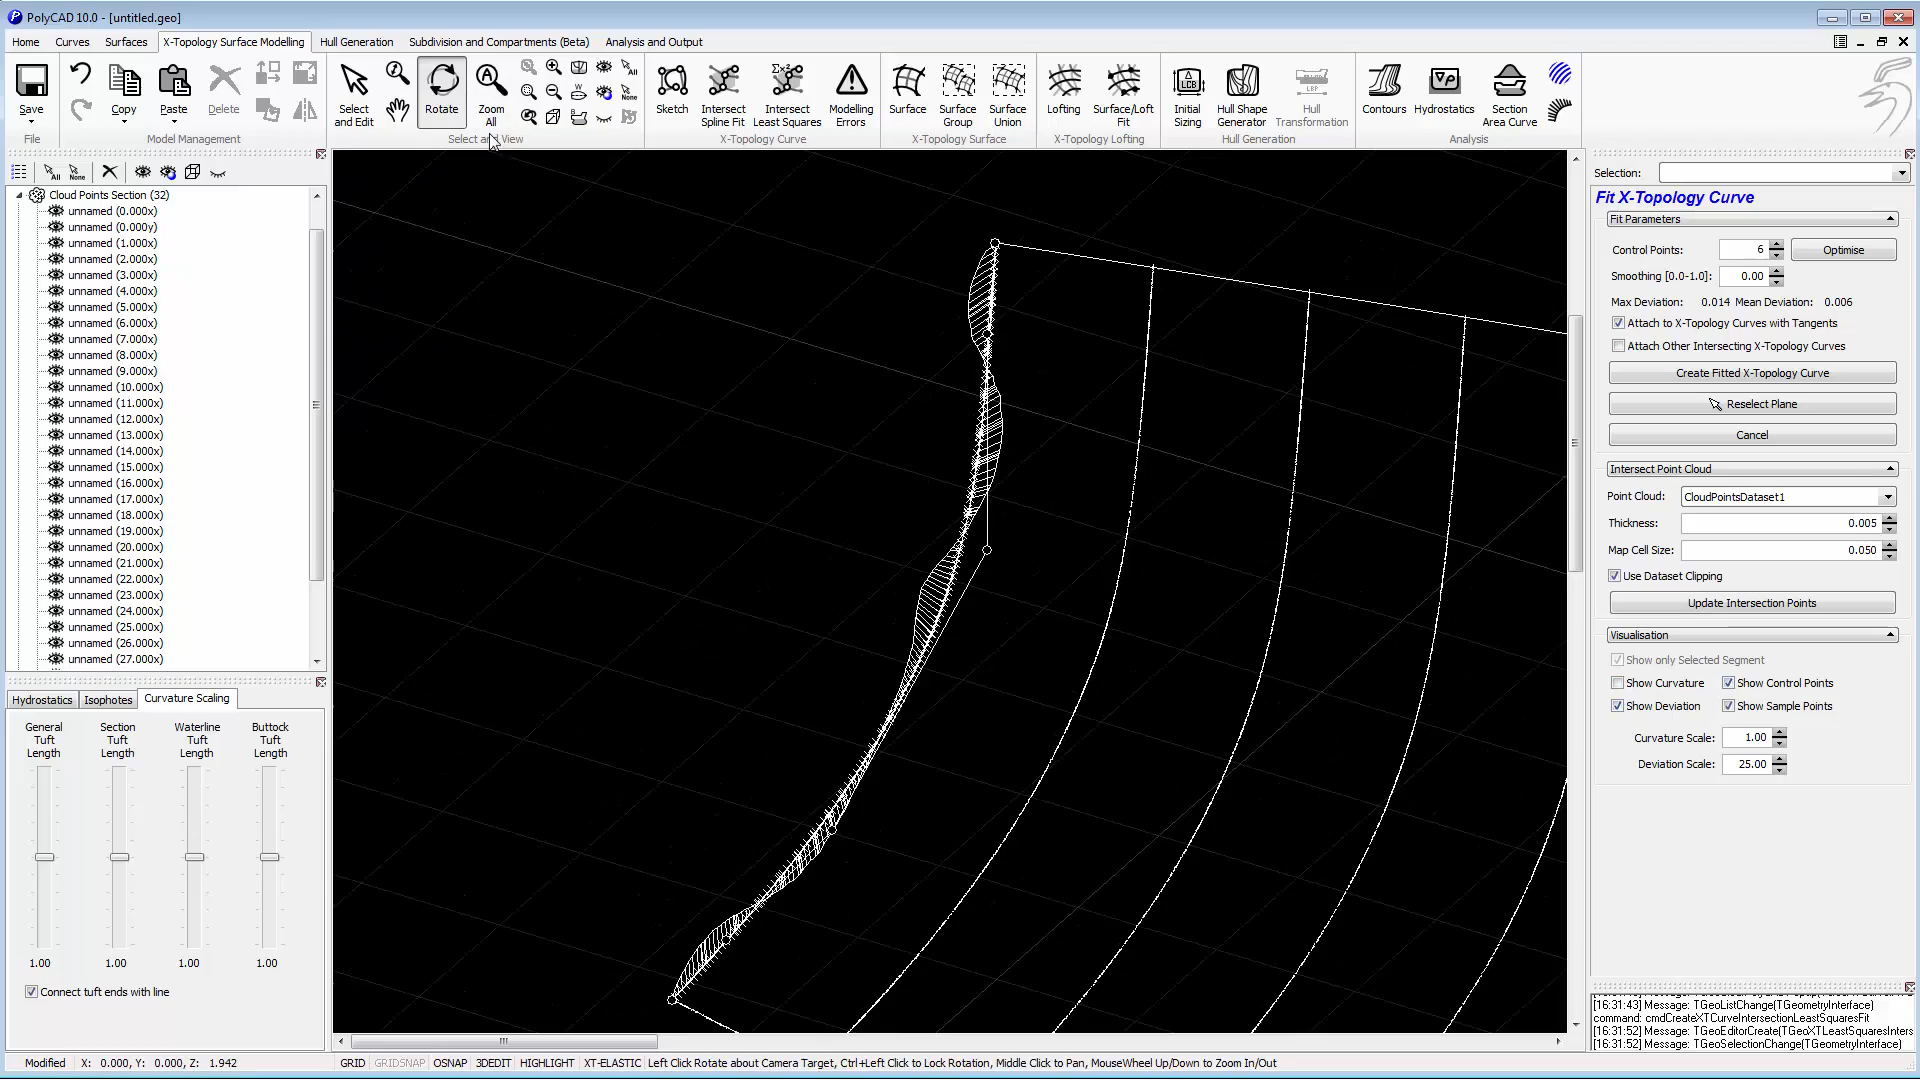 PolyCAD 10.0 - [untitled.geo]
Home Curves Surfaces X-Topology Surface Modelling Hull Generation Subdivision and Compartments (Beta) Analysis and Output
Save Copy Paste Delete
File Model Management
Select and Edit Rotate Zoom All
All
None
Select and View
Sketch Intersect Spline Fit Intersect Least Squares Modelling Errors
X-Topology Curve
Surface Surface Group Surface Union
X-Topology Surface
Lofting Surface/Loft Fit
X-Topology Lofting
Initial Sizing Hull Shape Generator Hull Transformation
Hull Generation
Contours Hydrostatics Section Area Curve
Analysis
All None
Cloud Points Section (32)
unnamed (0.000x)
unnamed (0.000y)
unnamed (1.000x)
unnamed (2.000x)
unnamed (3.000x)
unnamed (4.000x)
unnamed (5.000x)
unnamed (6.000x)
unnamed (7.000x)
unnamed (8.000x)
unnamed (9.000x)
unnamed (10.000x)
unnamed (11.000x)
unnamed (12.000x)
unnamed (13.000x)
unnamed (14.000x)
unnamed (15.000x)
unnamed (16.000x)
unnamed (17.000x)
unnamed (18.000x)
unnamed (19.000x)
unnamed (20.000x)
unnamed (21.000x)
unnamed (22.000x)
unnamed (23.000x)
unnamed (24.000x)
unnamed (25.000x)
unnamed (26.000x)
unnamed (27.000x)
Hydrostatics Isophotes Curvature Scaling
General Tuft Length
Section Tuft Length
Waterline Tuft Length
Buttock Tuft Length
1.00 1.00 1.00 1.00
Connect tuft ends with line
Selection:
Fit X-Topology Curve
Fit Parameters
Control Points: 6 Optimise
Smoothing [0.0-1.0]: 0.00
Max Deviation: 0.014 Mean Deviation: 0.006
Attach to X-Topology Curves with Tangents
Attach Other Intersecting X-Topology Curves
Create Fitted X-Topology Curve
Reselect Plane
Cancel
Intersect Point Cloud
Point Cloud: CloudPointsDataset1
Thickness: 0.005
Map Cell Size: 0.050
Use Dataset Clipping
Update Intersection Points
Visualisation
Show only Selected Segment
Show Curvature Show Control Points
Show Deviation Show Sample Points
Curvature Scale: 1.00
Deviation Scale: 25.00
[16:31:43] Message: TGeoListChange(TGeometryInterface)
command: cmdCreateXTCurveIntersectionLeastSquaresFit
[16:31:52] Message: TGeoEditorCreate(TGeoXTLeastSquaresInters
[16:31:52] Message: TGeoSelectionChange(TGeometryInterface)
Modified X: 0.000, Y: 0.000, Z: 1.942 GRID GRIDSNAP OSNAP 3DEDIT HIGHLIGHT XT-ELASTIC Left Click Rotate about Camera Target, Ctrl+Left Click to Lock Rotation, Middle Click to Pan, MouseWheel Up/Down to Zoom In/Out